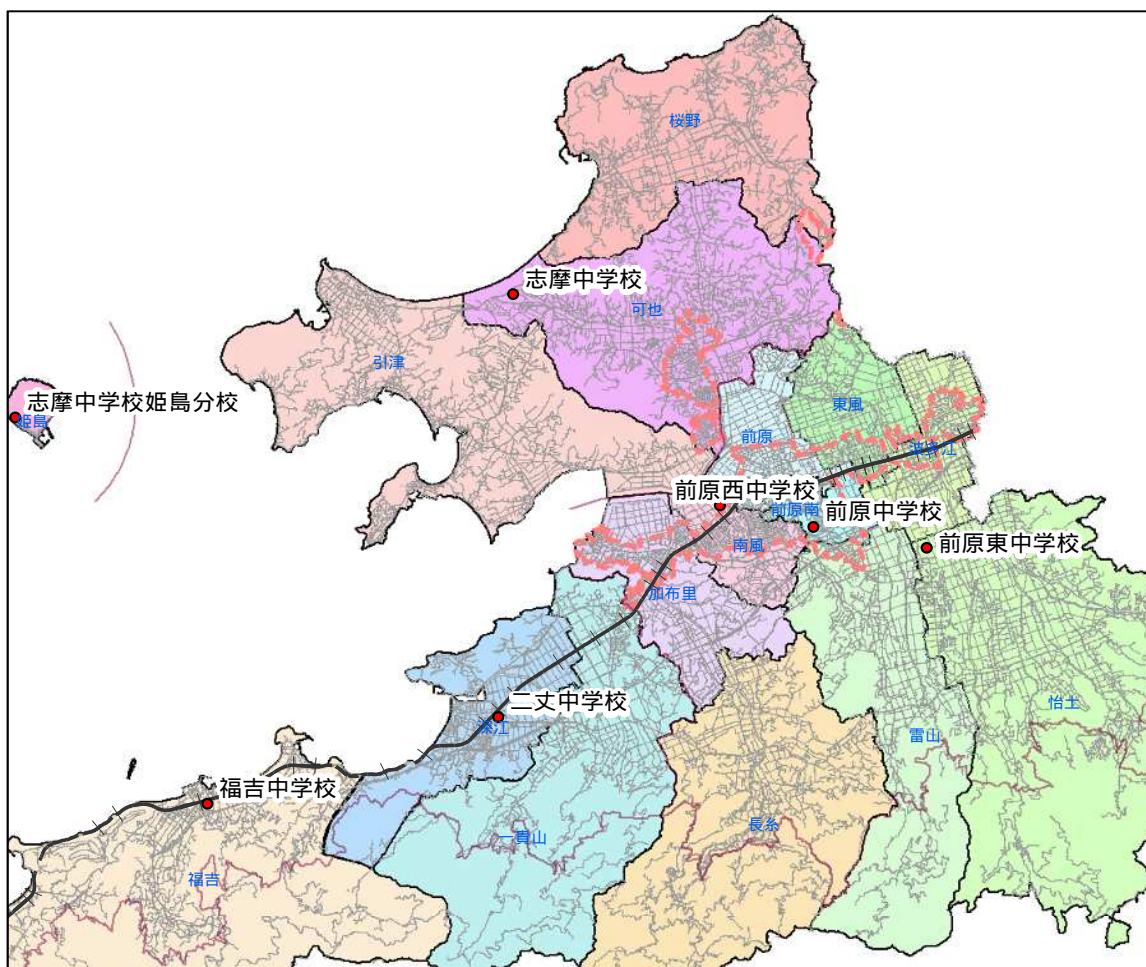 桜野
志摩中学校
可也
引津
志摩中学校姫島分校
姫島
東風
前原
波多江
前原西中学校
前原南
前原中学校
南風
前原東中学校
加布里
怡土
二丈中学校
深江
雷山
福吉中学校
一貴山
長糸
福吉